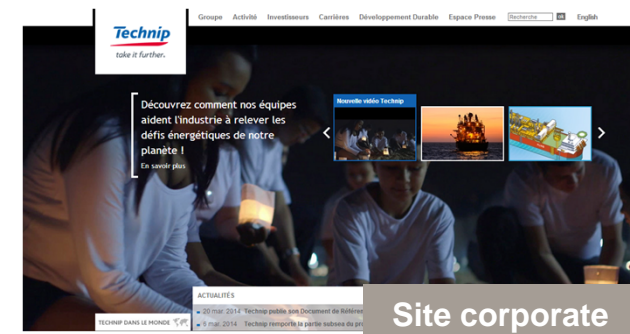 Groupe Activité Investisseurs Carrières Développement Durable Espace Presse Recherche ok English
Technip
take it further.
Découvrez comment nos équipes
aident l'industrie à relever les
défis énergétiques de notre
planète !
En savoir plus
Nouvelle vidéo Technip
ACTUALITÉS
20 mar. 2014 Technip publie son Document de Référen
TECHNIP DANS LE MONDE
6 mar. 2014 Technip remporte la partie subsea du pro
Site corporate